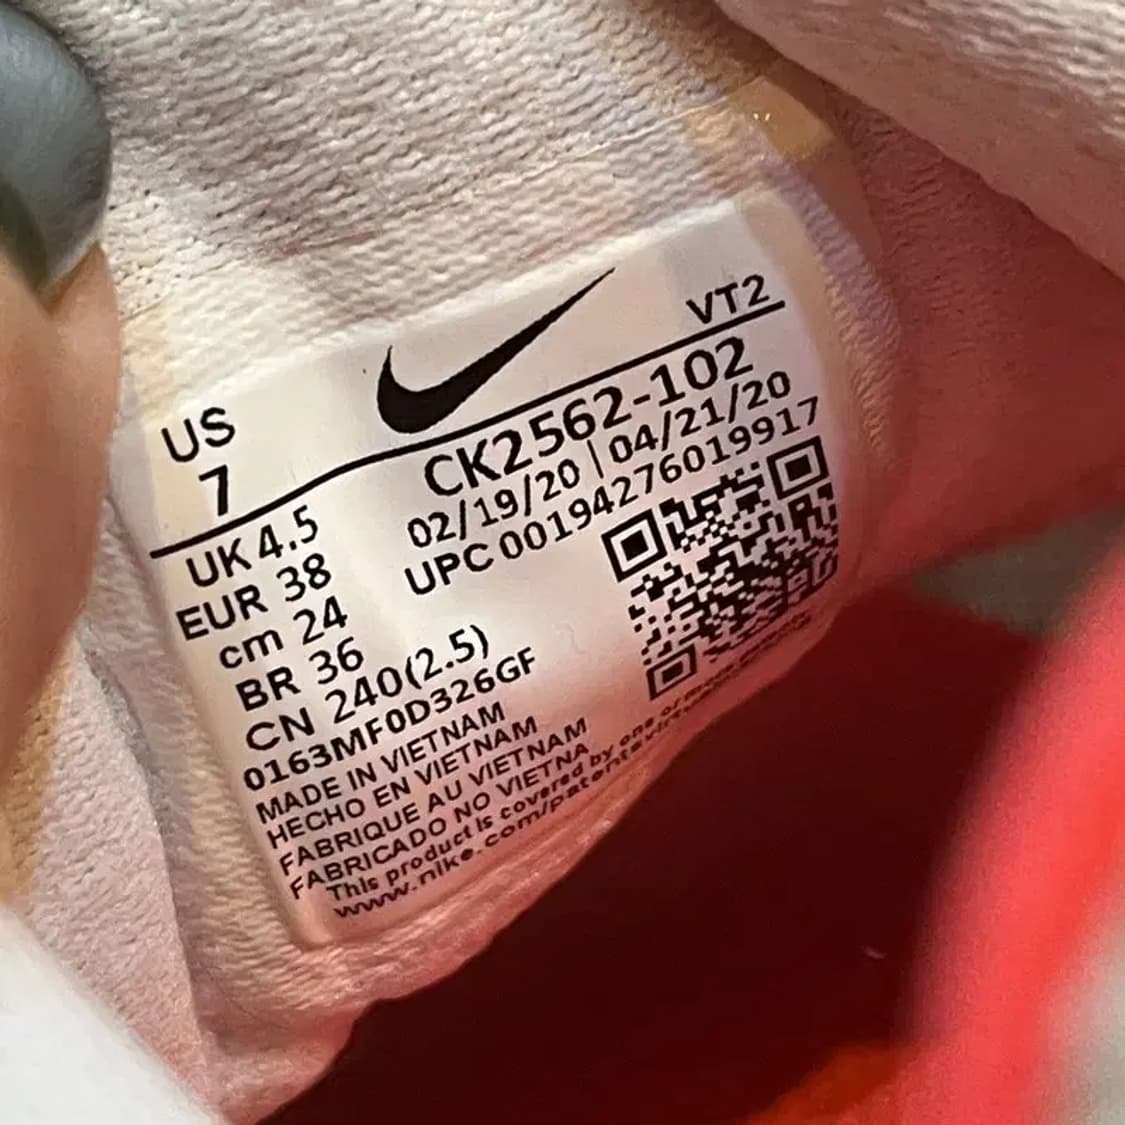 US
7
VT2
CK2562-102
02/19/20 | 04/21/20
UPC 00194276019917
UK 4.5
EUR 38
cm 24
BR 36
CN 240(2.5)
0163MF0D326GF
MADE IN VIETNAM
HECHO EN VIETNAM
FABRIQUE AU VIETNAM
FABRICADO NO VIETNA
This product is covered by one or more
www.nike.com/patents